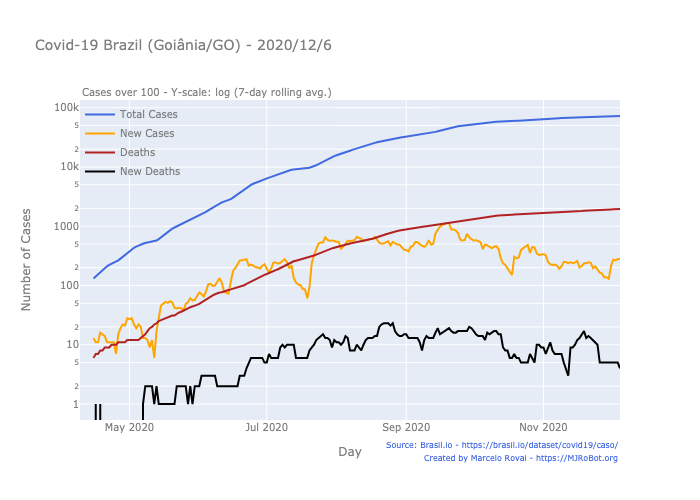 Covid-19 Brazil (Goiânia/GO) - 2020/12/6
Cases over 100 - Y-scale: log (7-day rolling avg.)
Total Cases
New Cases
Deaths
New Deaths
100k
5
2
10k
5
2
1000
5
2
100
5
2
10
5
2
1
Number of Cases
May 2020
Jul 2020
Sep 2020
Nov 2020
Day
Source: Brasil.io - https://brasil.io/dataset/covid19/caso/
Created by Marcelo Rovai - https://MJRoBot.org